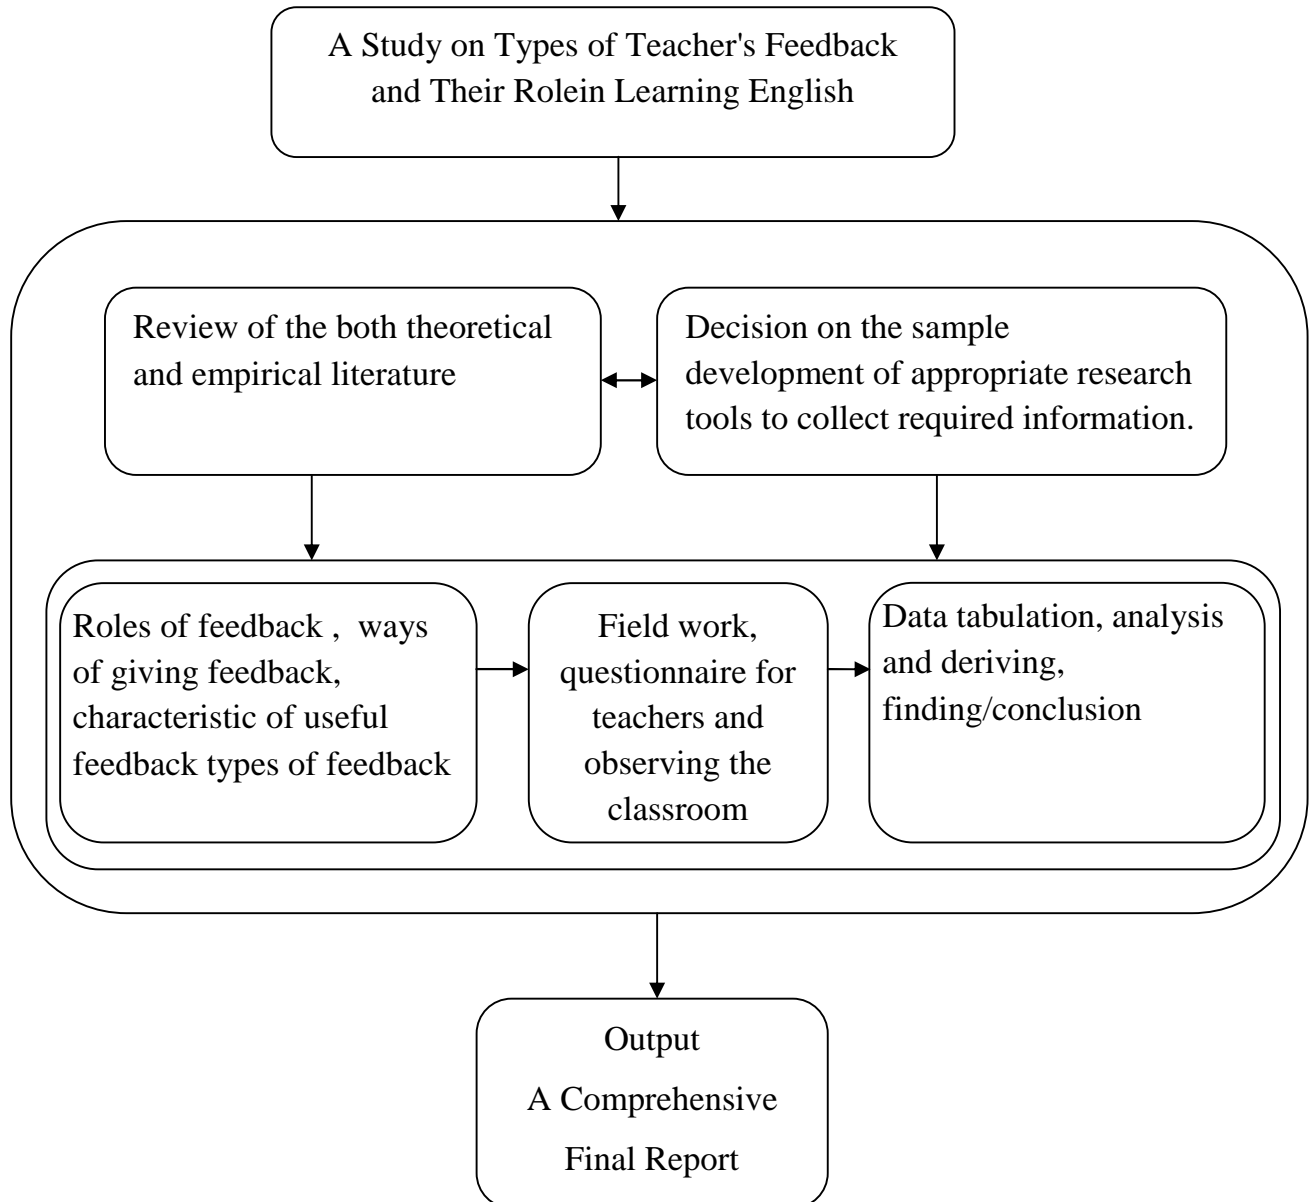 A Study on Types of Teacher's Feedback
and Their Rolein Learning English
Review of the both theoretical
and empirical literature
Decision on the sample
development of appropriate research
tools to collect required information.
Roles of feedback , ways
of giving feedback,
characteristic of useful
feedback types of feedback
Field work,
questionnaire for
teachers and
observing the
classroom
Data tabulation, analysis
and deriving,
finding/conclusion
Output
A Comprehensive
Final Report